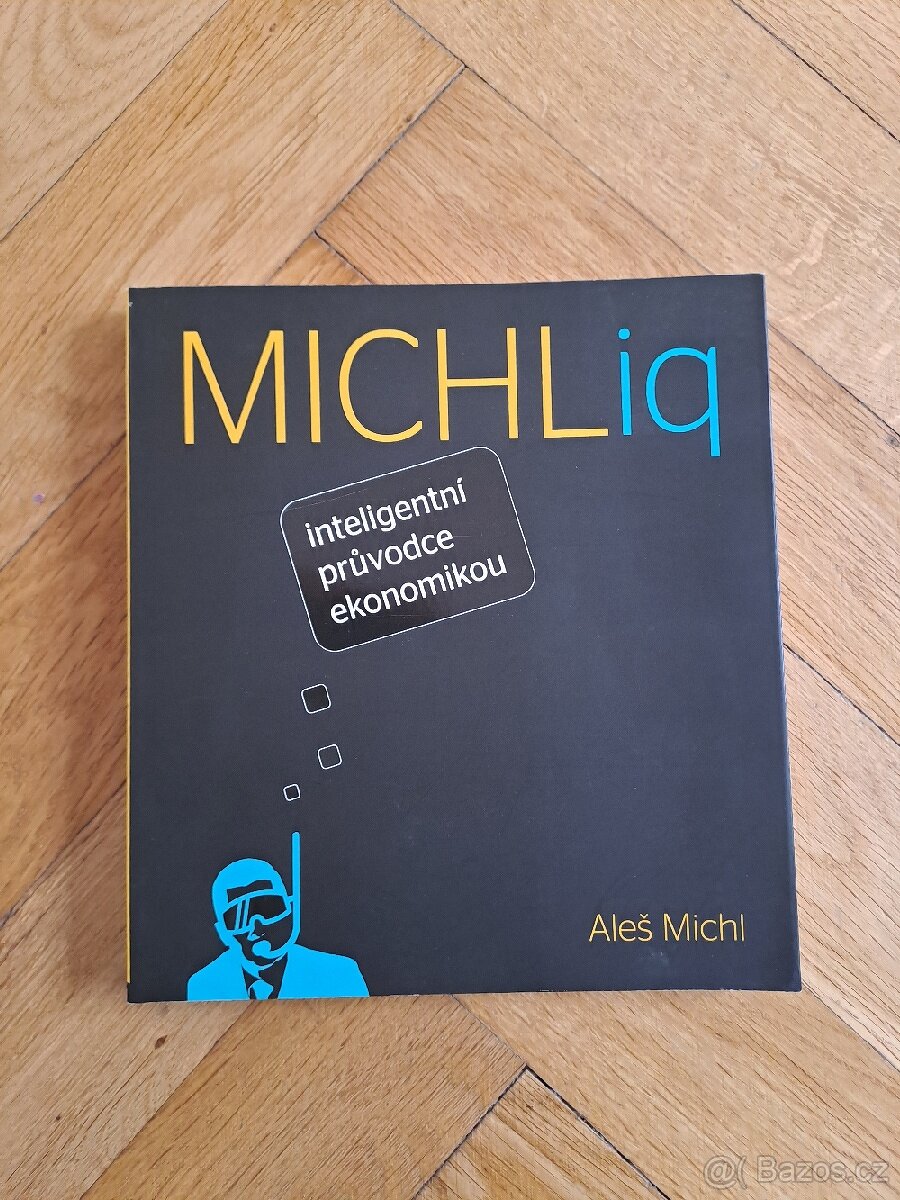 MICHLiq
inteligentní
průvodce
ekonomikou
Aleš Michl
@( Bazos.cz